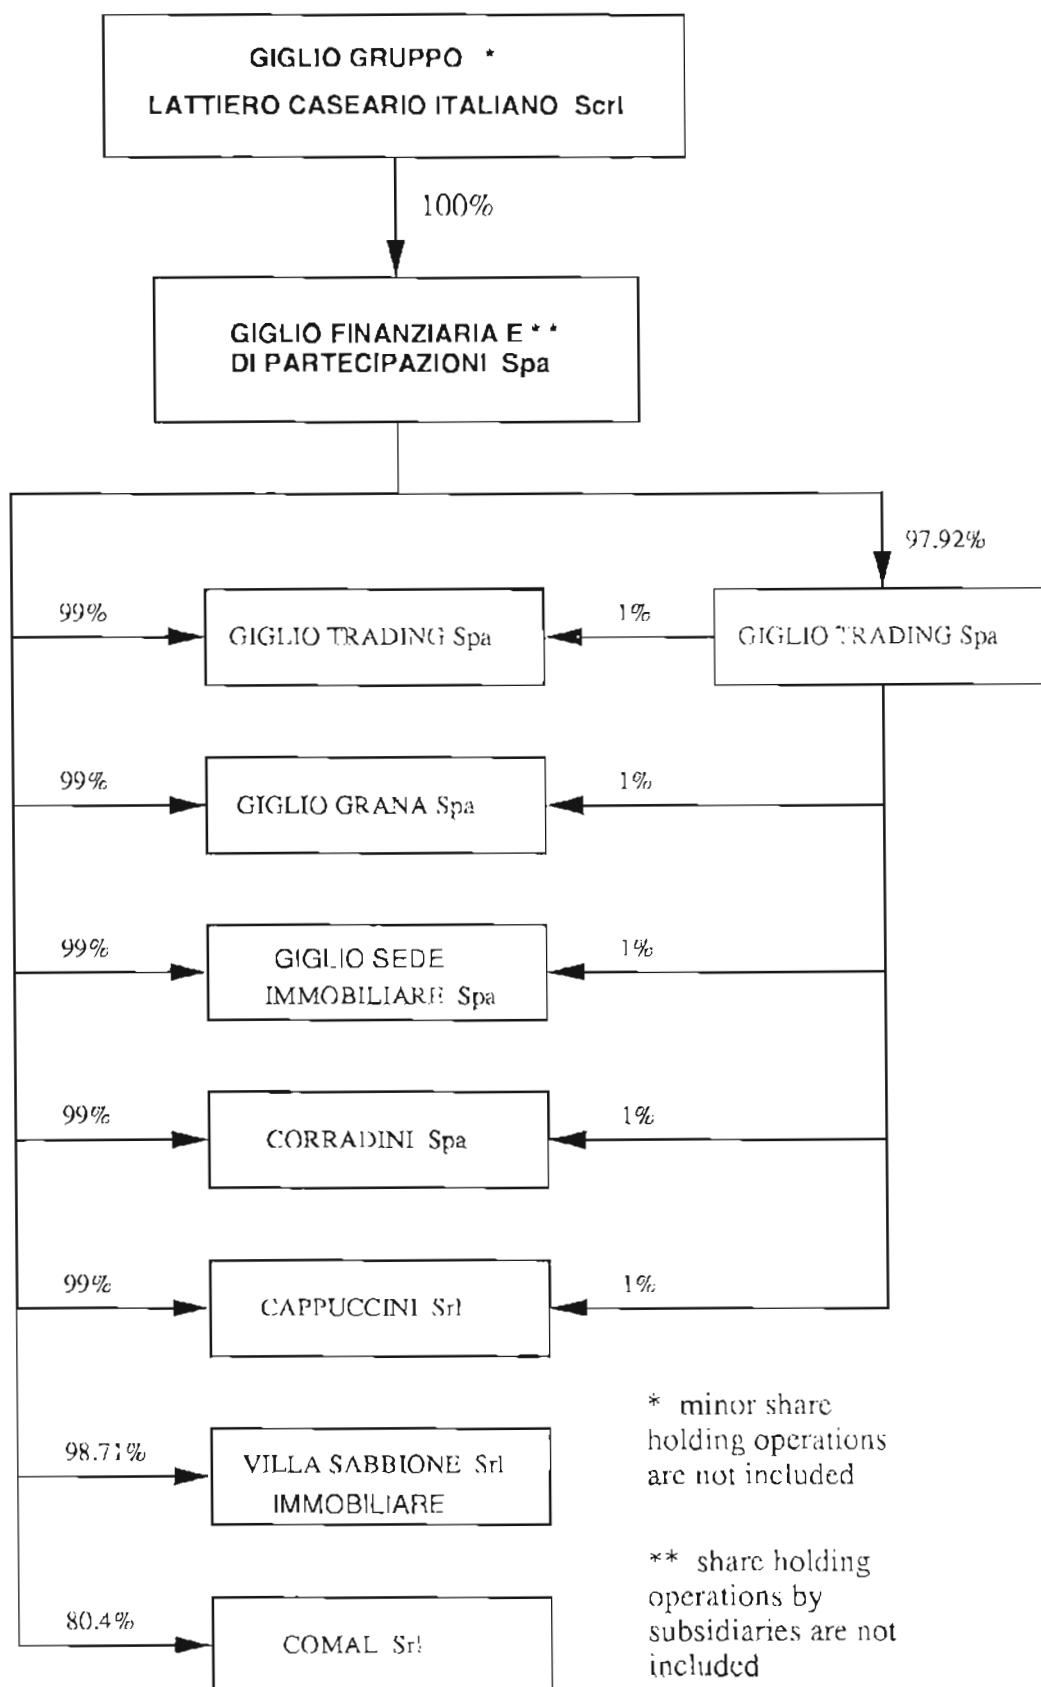 GIGLIO GRUPPO *
LATTIERO CASEARIO ITALIANO Scrl
100%
GIGLIO FINANZIARIA E **
DI PARTECIPAZIONI Spa
97.92%
99%
GIGLIO TRADING Spa
1%
GIGLIO TRADING Spa
99%
GIGLIO GRANA Spa
1%
99%
GIGLIO SEDE
IMMOBILIARE Spa
1%
99%
CORRADINI Spa
1%
99%
CAPPUCCINI Srl
1%
98.71%
VILLA SABBIONE Srl
IMMOBILIARE
80.4%
COMAL Srl
* minor share
holding operations
are not included
** share holding
operations by
subsidiaries are not
included